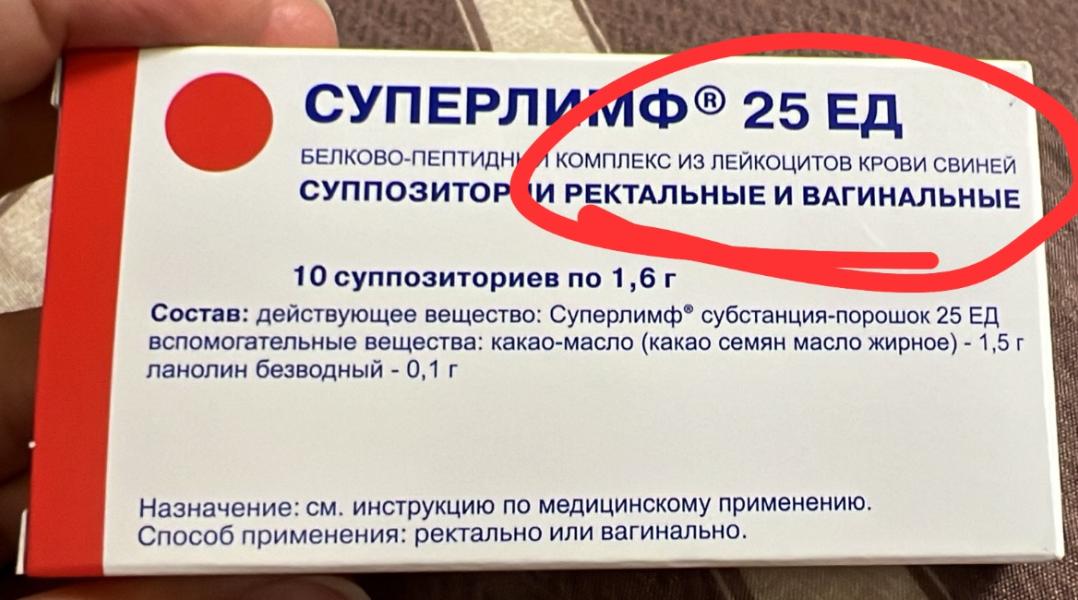 СУПЕРЛИМФ® 25 ЕД
БЕЛКОВО-ПЕПТИДНЫЙ КОМПЛЕКС ИЗ ЛЕЙКОЦИТОВ КРОВИ СВИНЕЙ
СУППОЗИТОРИИ РЕКТАЛЬНЫЕ И ВАГИНАЛЬНЫЕ
10 суппозиториев по 1,6 г
Состав: действующее вещество: Суперлимф® субстанция-порошок 25 ЕД
вспомогательные вещества: какао-масло (какао семян масло жирное) - 1,5 г
ланолин безводный - 0,1 г
Назначение: см. инструкцию по медицинскому применению.
Способ применения: ректально или вагинально.